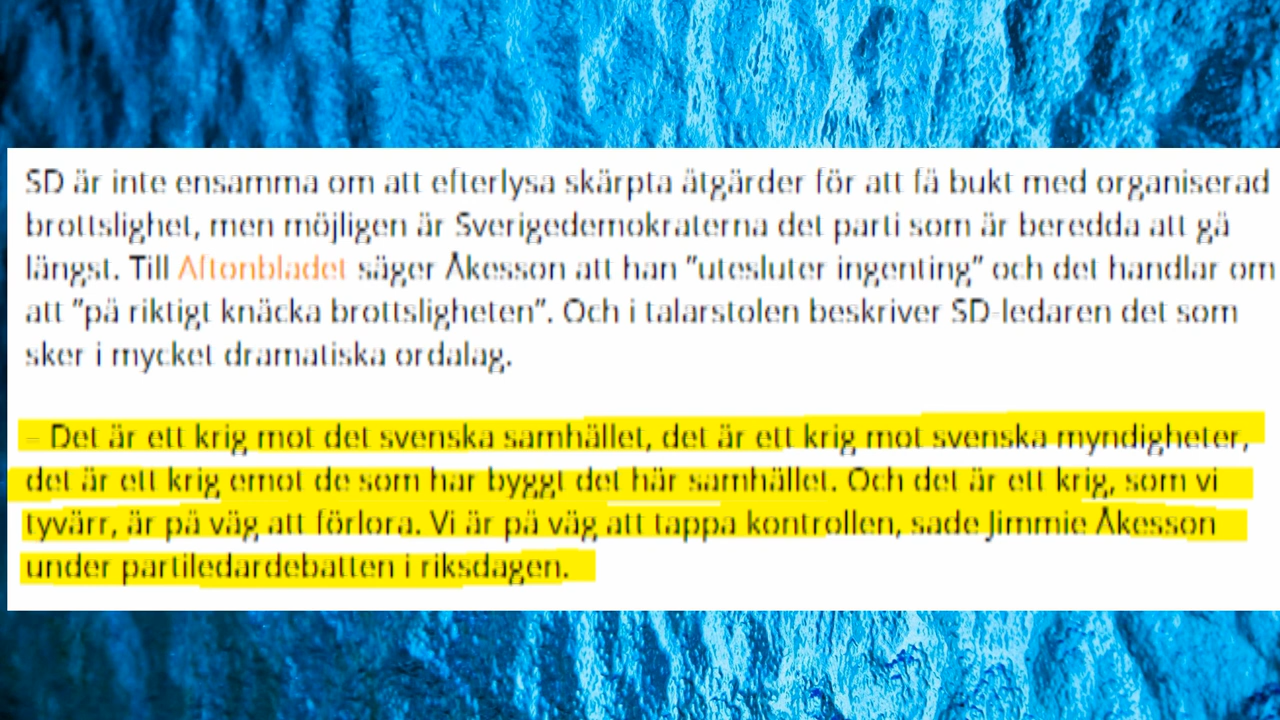 SD är inte ensamma om att efterlysa skärpta åtgärder för att få bukt med organiserad
brottslighet, men möjligen är Sverigedemokraterna det parti som är beredda att gå
längst. Till Aftonbladet säger Åkesson att han ”utesluter ingenting” och det handlar om
att ”på riktigt knäcka brottsligheten”. Och i talarstolen beskriver SD-ledaren det som
sker i mycket dramatiska ordalag.
– Det är ett krig mot det svenska samhället, det är ett krig mot svenska myndigheter,
det är ett krig emot de som har byggt det här samhället. Och det är ett krig, som vi
tyvärr, är på väg att förlora. Vi är på väg att tappa kontrollen, sade Jimmie Åkesson
under partiledardebatten i riksdagen.